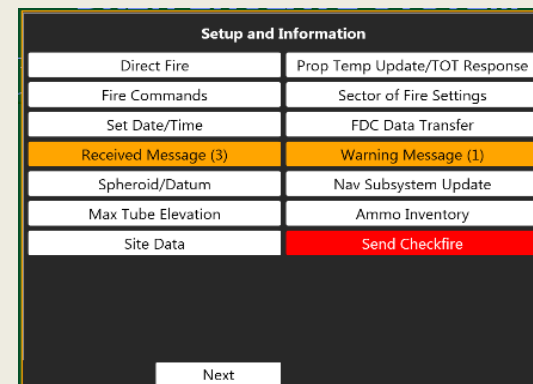 Setup and Information
Direct Fire
Prop Temp Update/TOT Response
Fire Commands
Sector of Fire Settings
Set Date/Time
FDC Data Transfer
Received Message (3)
Warning Message (1)
Spheroid/Datum
Nav Subsystem Update
Max Tube Elevation
Ammo Inventory
Site Data
Send Checkfire
Next